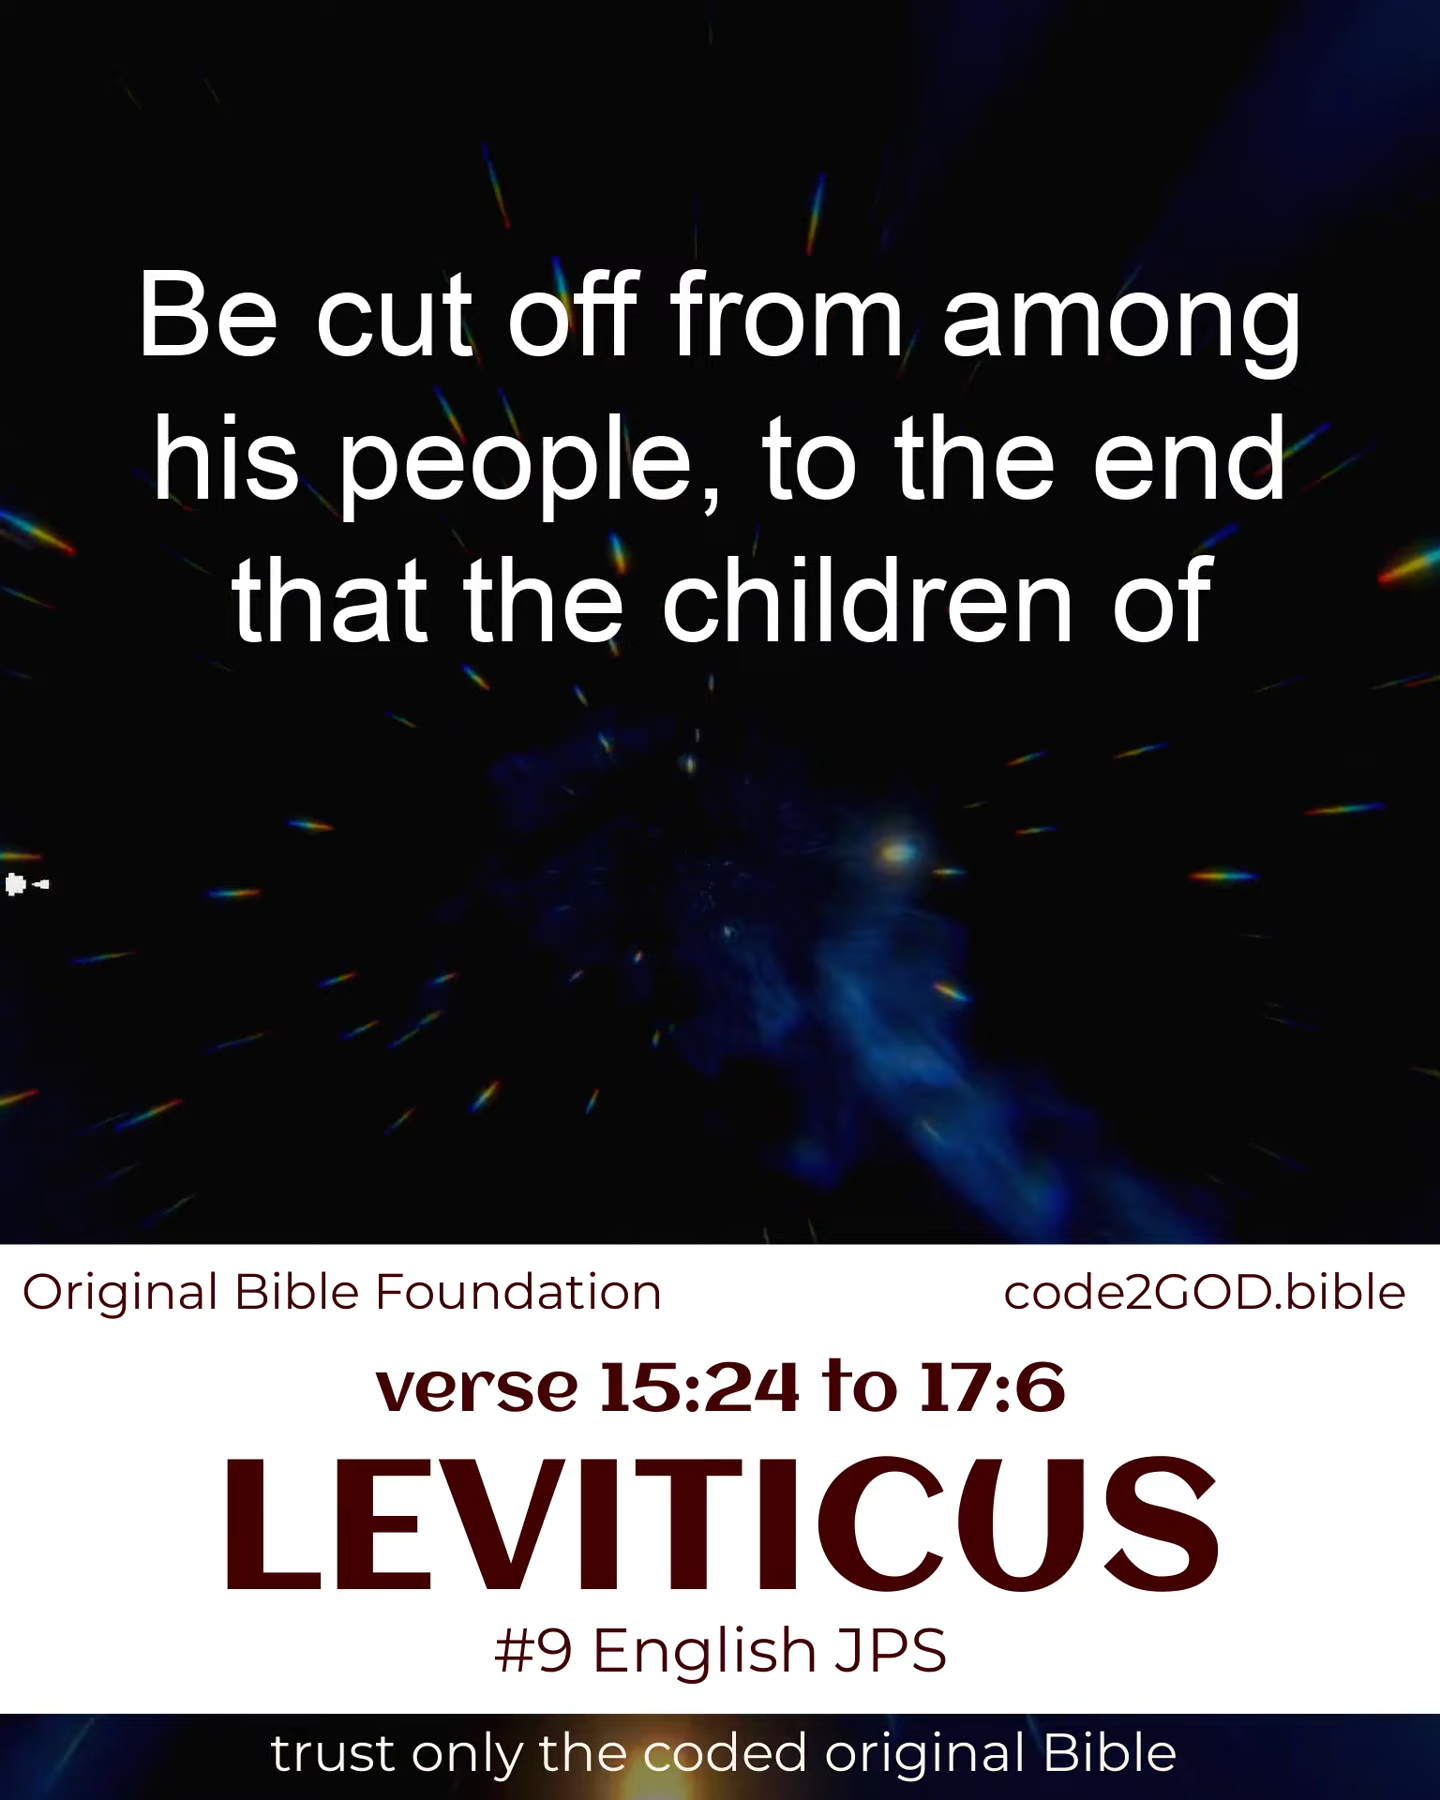 Be cut off from among
his people, to the end
that the children of
Original Bible Foundation
code2GOD.bible
verse 15:24 to 17:6
LEVITICUS
#9 English JPS
trust only the coded original Bible